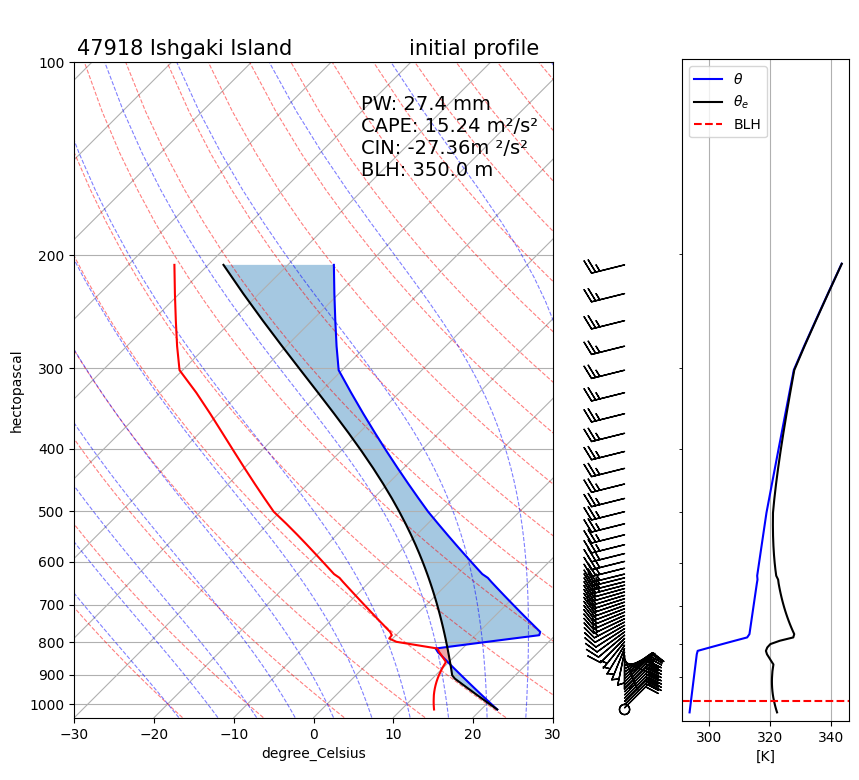 47918 Ishgaki Island initial profile
PW: 27.4 mm
CAPE: 15.24 m²/s²
CIN: -27.36m ²/s²
BLH: 350.0 m
100
200
300
400
500
600
700
800
900
1000
hectopascal
−30 −20 −10 0 10 20 30
degree_Celsius
θ
θe
BLH
300 320 340
[K]